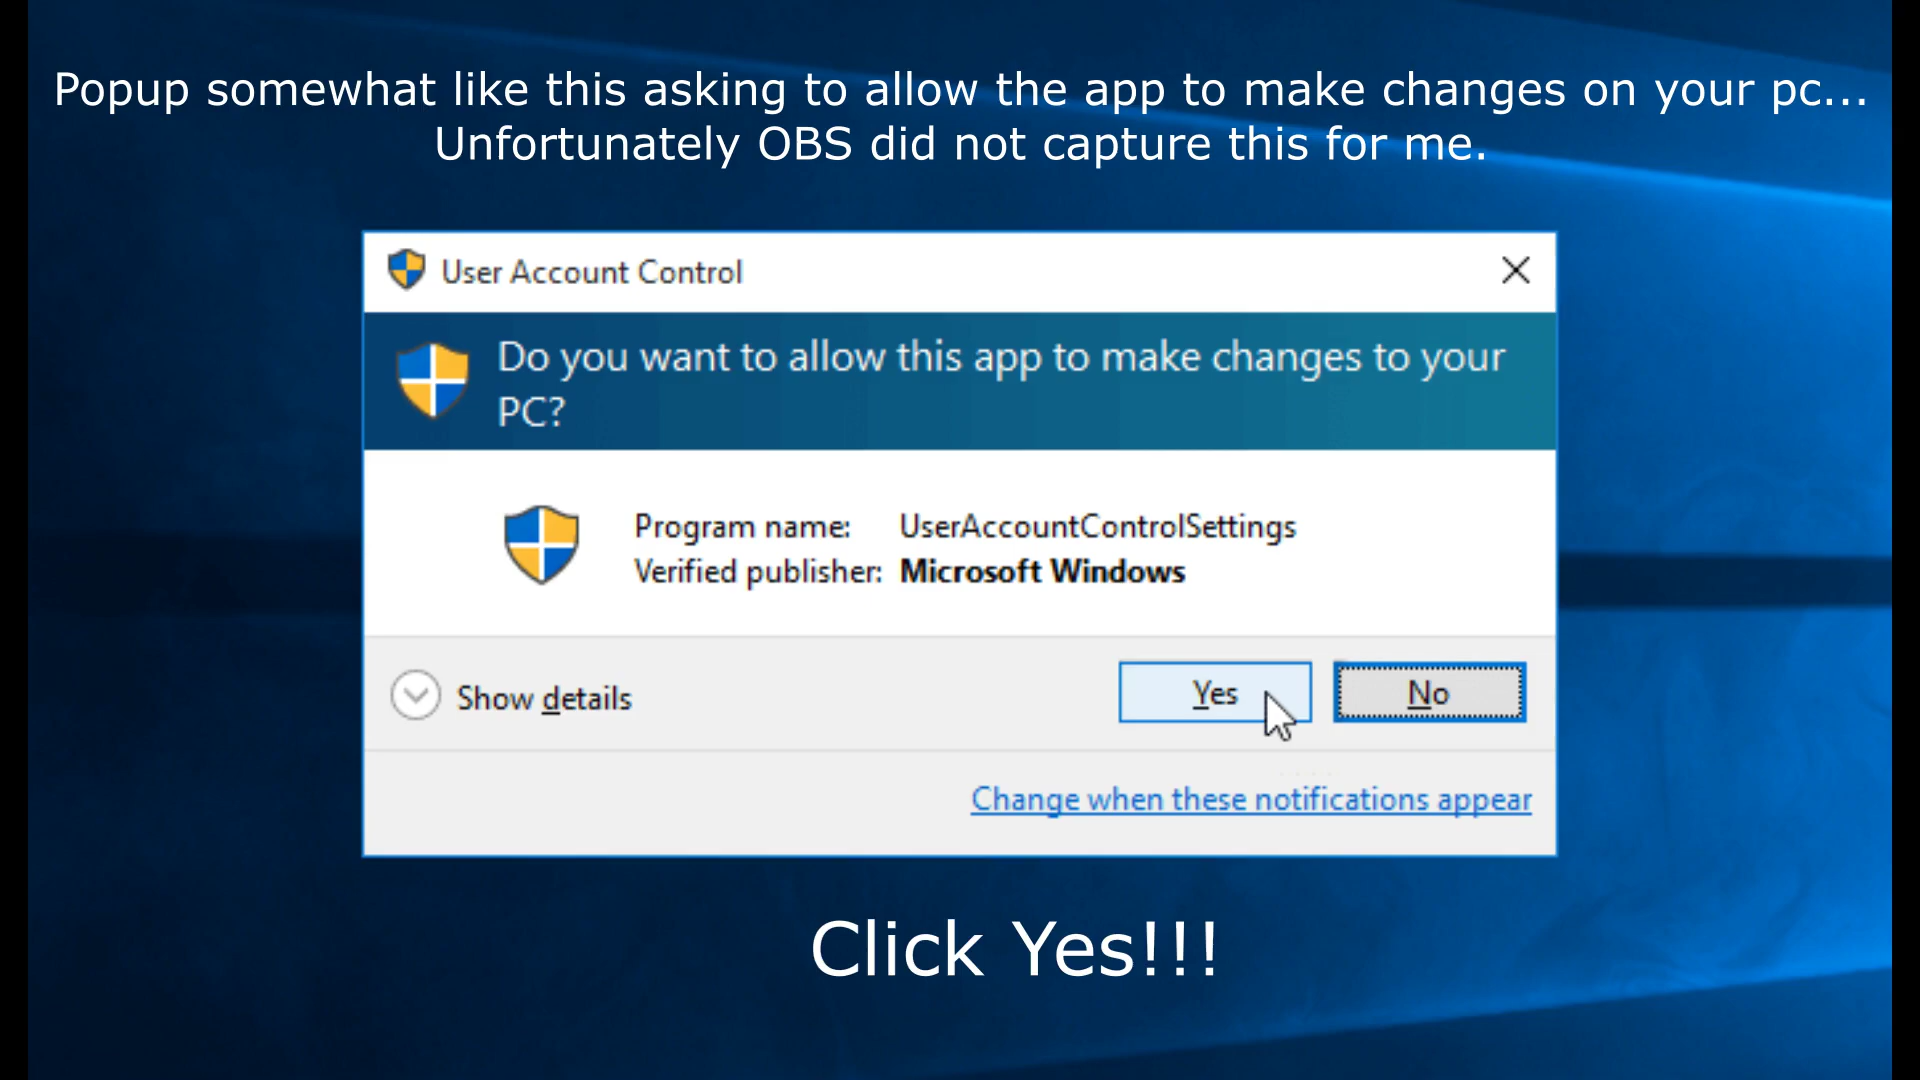 Popup somewhat like this asking to allow the app to make changes on your pc...
Unfortunately OBS did not capture this for me.
User Account Control
Do you want to allow this app to make changes to your
PC?
Program name: UserAccountControlSettings
Verified publisher: Microsoft Windows
Show details
Yes
No
Change when these notifications appear
Click Yes!!!